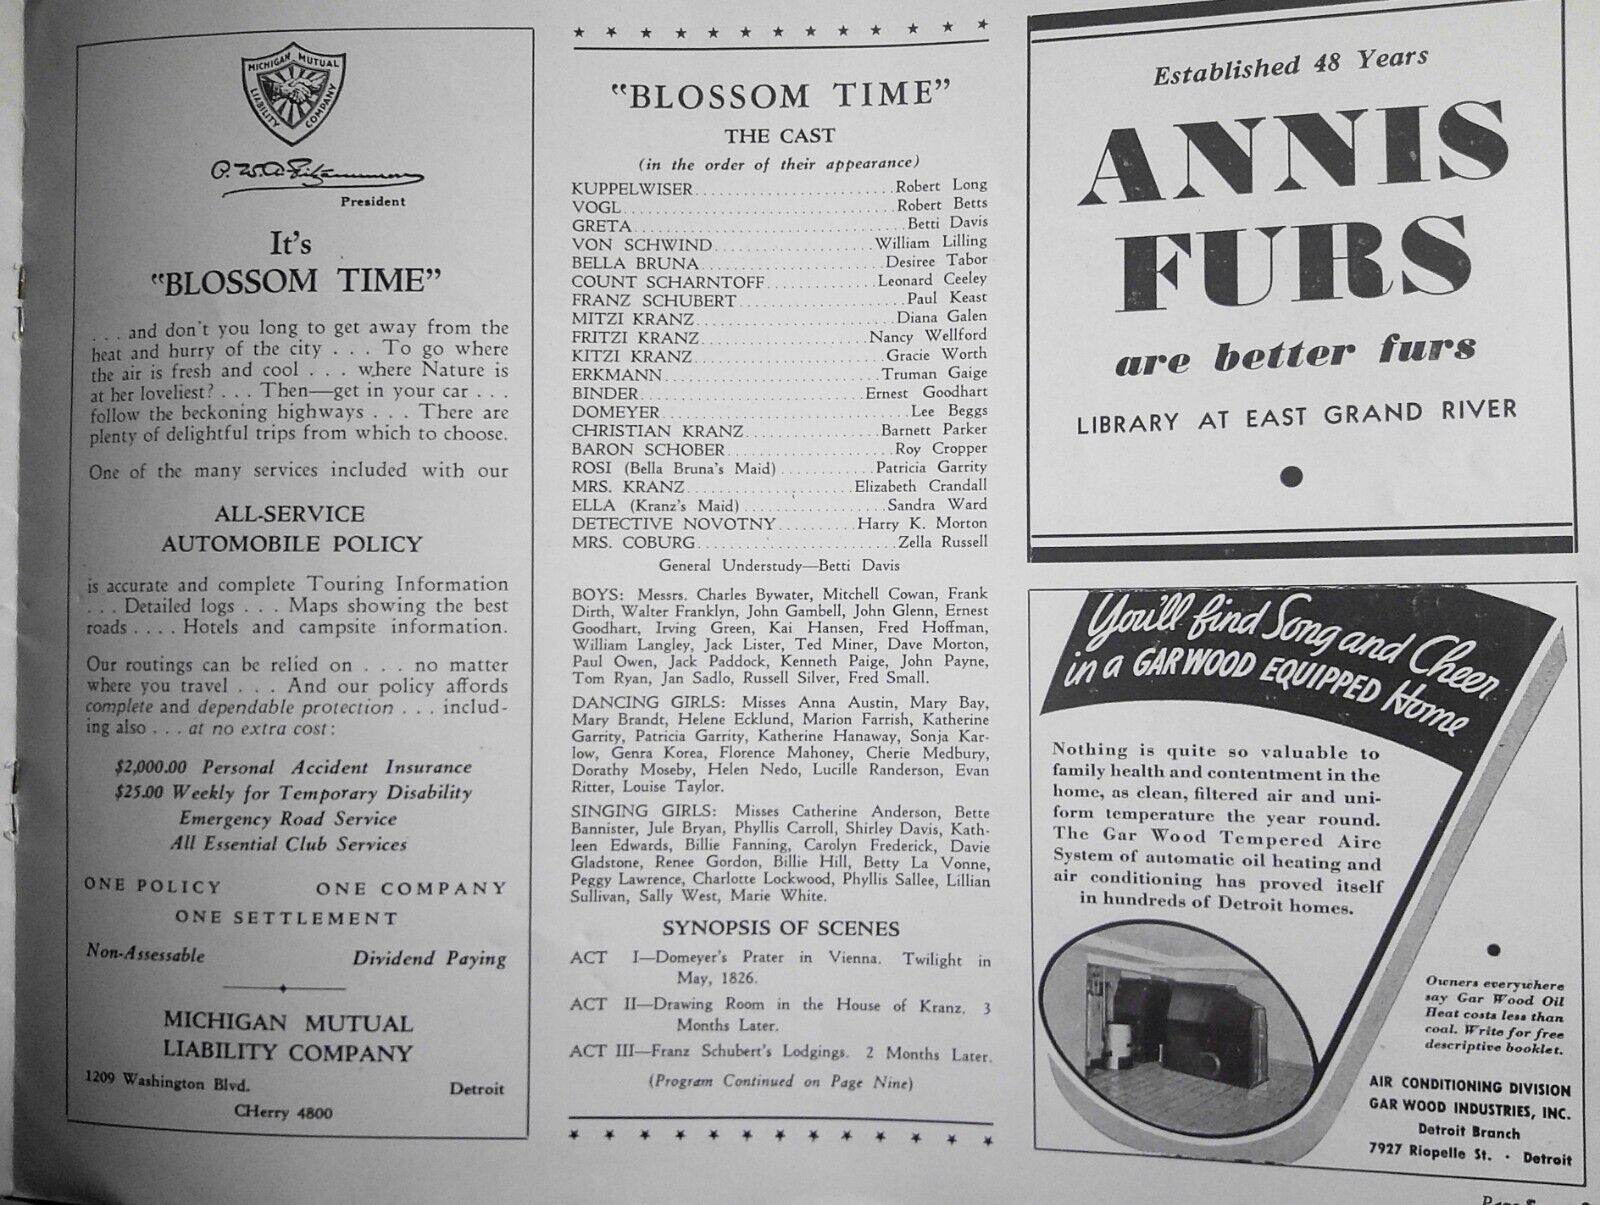 MICHIGAN MUTUAL
LIABILITY COMPANY
President
It's
"BLOSSOM TIME"
. . . and don't you long to get away from the
heat and hurry of the city . . . To go where
the air is fresh and cool . . . where Nature is
at her loveliest? . . . Then—get in your car . . .
follow the beckoning highways . . . There are
plenty of delightful trips from which to choose.
One of the many services included with our
ALL-SERVICE
AUTOMOBILE POLICY
is accurate and complete Touring Information
. . . Detailed logs . . . Maps showing the best
roads . . . . Hotels and campsite information.
Our routings can be relied on . . . no matter
where you travel . . . And our policy affords
complete and dependable protection . . . includ-
ing also . . . at no extra cost:
$2,000.00 Personal Accident Insurance
$25.00 Weekly for Temporary Disability
Emergency Road Service
All Essential Club Services
ONE POLICY ONE COMPANY
ONE SETTLEMENT
Non-Assessable Dividend Paying
MICHIGAN MUTUAL
LIABILITY COMPANY
1209 Washington Blvd. Detroit
CHerry 4800
"BLOSSOM TIME"
THE CAST
(in the order of their appearance)
KUPPELWISER Robert Long
VOGL Robert Betts
GRETA Betti Davis
VON SCHWIND William Lilling
BELLA BRUNA Desiree Tabor
COUNT SCHARNTOFF Leonard Ceeley
FRANZ SCHUBERT Paul Keast
MITZI KRANZ Diana Galen
FRITZI KRANZ Nancy Wellford
KITZI KRANZ Gracie Worth
ERKMANN Truman Gaige
BINDER Ernest Goodhart
DOMEYER Lee Beggs
CHRISTIAN KRANZ Barnett Parker
BARON SCHOBER Roy Cropper
ROSI (Bella Bruna's Maid) Patricia Garrity
MRS. KRANZ Elizabeth Crandall
ELLA (Kranz's Maid) Sandra Ward
DETECTIVE NOVOTNY Harry K. Morton
MRS. COBURG Zella Russell
General Understudy—Betti Davis
BOYS: Messrs. Charles Bywater, Mitchell Cowan, Frank
Dirth, Walter Franklyn, John Gambell, John Glenn, Ernest
Goodhart, Irving Green, Kai Hansen, Fred Hoffman,
William Langley, Jack Lister, Ted Miner, Dave Morton,
Paul Owen, Jack Paddock, Kenneth Paige, John Payne,
Tom Ryan, Jan Sadlo, Russell Silver, Fred Small.
DANCING GIRLS: Misses Anna Austin, Mary Bay,
Mary Brandt, Helene Ecklund, Marion Farrish, Katherine
Garrity, Patricia Garrity, Katherine Hanaway, Sonja Kar-
low, Genra Korea, Florence Mahoney, Cherie Medbury,
Dorathy Moseby, Helen Nedo, Lucille Randerson, Evan
Ritter, Louise Taylor.
SINGING GIRLS: Misses Catherine Anderson, Bette
Bannister, Jule Bryan, Phyllis Carroll, Shirley Davis, Kath-
leen Edwards, Billie Fanning, Carolyn Frederick, Davie
Gladstone, Renee Gordon, Billie Hill, Betty La Vonne,
Peggy Lawrence, Charlotte Lockwood, Phyllis Sallee, Lillian
Sullivan, Sally West, Marie White.
SYNOPSIS OF SCENES
ACT I—Domeyer's Prater in Vienna. Twilight in
May, 1826.
ACT II—Drawing Room in the House of Kranz. 3
Months Later.
ACT III—Franz Schubert's Lodgings. 2 Months Later.
(Program Continued on Page Nine)
Established 48 Years
ANNIS
FURS
are better furs
LIBRARY AT EAST GRAND RIVER
You'll find Song and Cheer
in a GAR WOOD EQUIPPED Home
Nothing is quite so valuable to
family health and contentment in the
home, as clean, filtered air and uni-
form temperature the year round.
The Gar Wood Tempered Aire
System of automatic oil heating and
air conditioning has proved itself
in hundreds of Detroit homes.
Owners everywhere
say Gar Wood Oil
Heat costs less than
coal. Write for free
descriptive booklet.
AIR CONDITIONING DIVISION
GAR WOOD INDUSTRIES, INC.
Detroit Branch
7927 Riopelle St. · Detroit